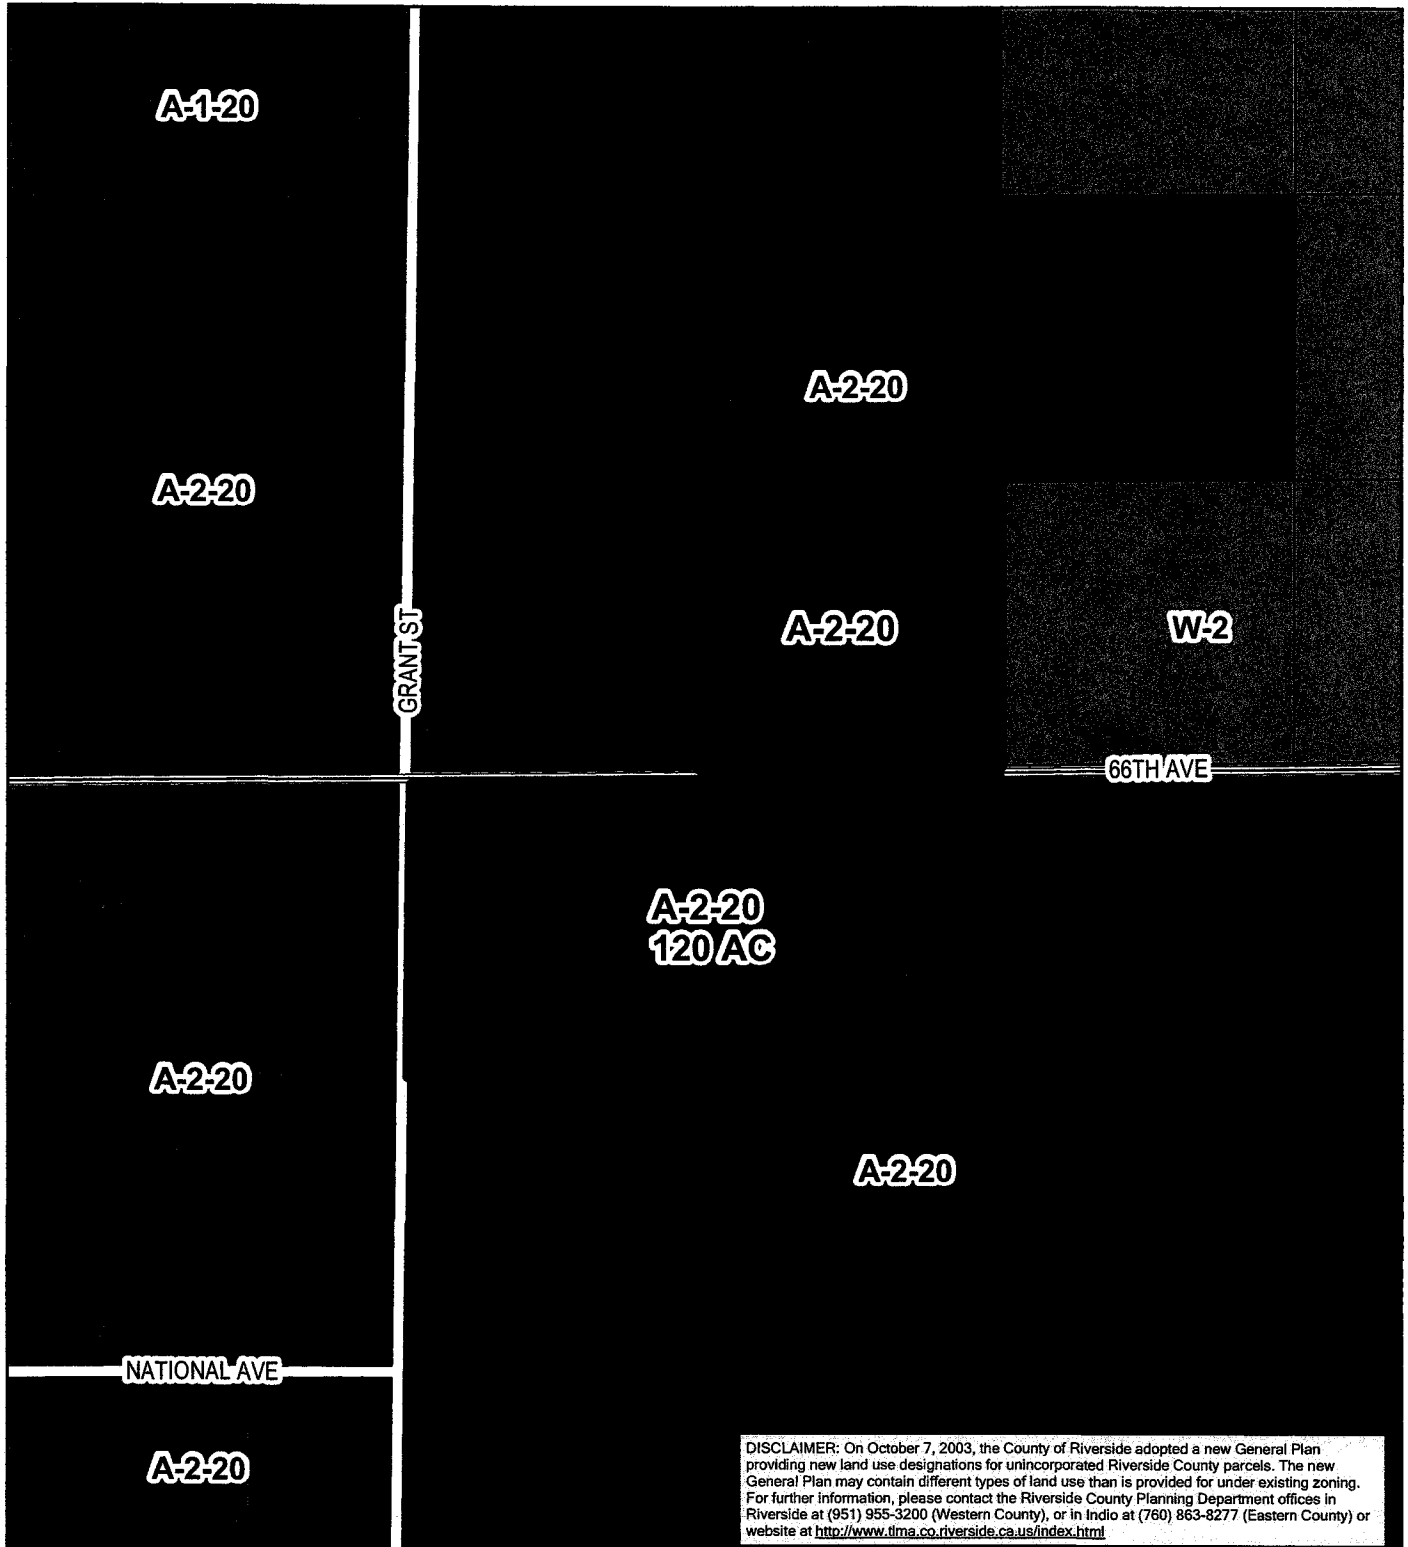 A-1-20
A-2-20
A-2-20
GRANT ST
A-2-20
W-2
66TH AVE
A-2-20
120 AC
A-2-20
A-2-20
NATIONAL AVE
A-2-20
DISCLAIMER: On October 7, 2003, the County of Riverside adopted a new General Plan
providing new land use designations for unincorporated Riverside County parcels. The new
General Plan may contain different types of land use than is provided for under existing zoning.
For further information, please contact the Riverside County Planning Department offices in
Riverside at (951) 955-3200 (Western County), or in Indio at (760) 863-8277 (Eastern County) or
website at http://www.tlma.co.riverside.ca.us/index.html